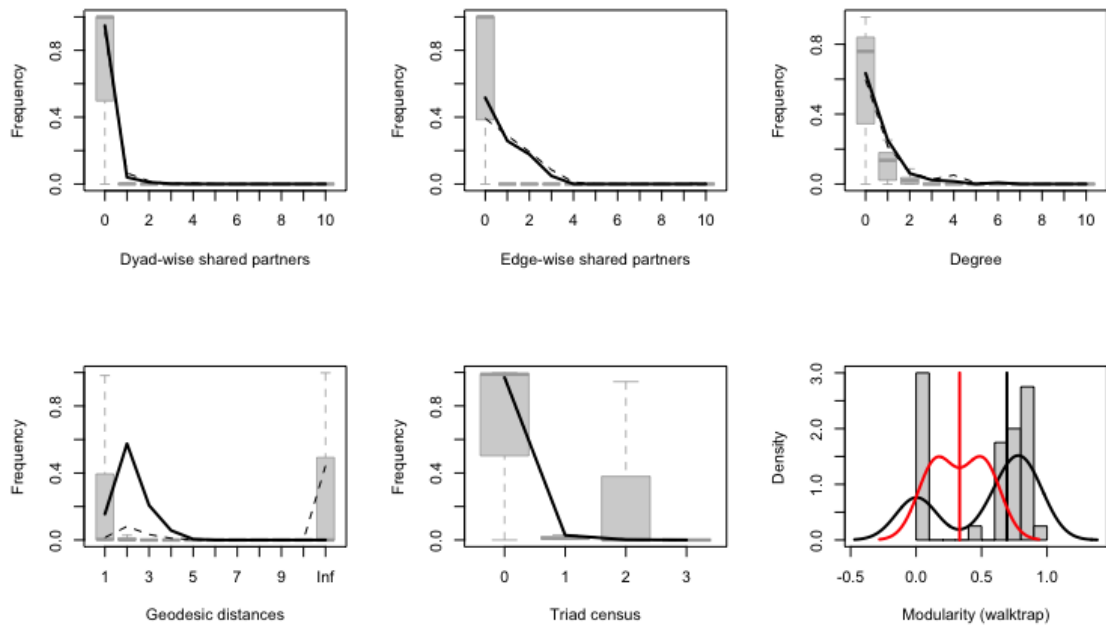 Frequency
0.0 0.4 0.8
0 2 4 6 8 10
Dyad-wise shared partners
Frequency
0.0 0.4 0.8
0 2 4 6 8 10
Edge-wise shared partners
Frequency
0.0 0.4 0.8
0 2 4 6 8 10
Degree
Frequency
0.0 0.4 0.8
1 3 5 7 9 Inf
Geodesic distances
Frequency
0.0 0.4 0.8
0 1 2 3
Triad census
Density
0.0 1.0 2.0 3.0
-0.5 0.0 0.5 1.0
Modularity (walktrap)